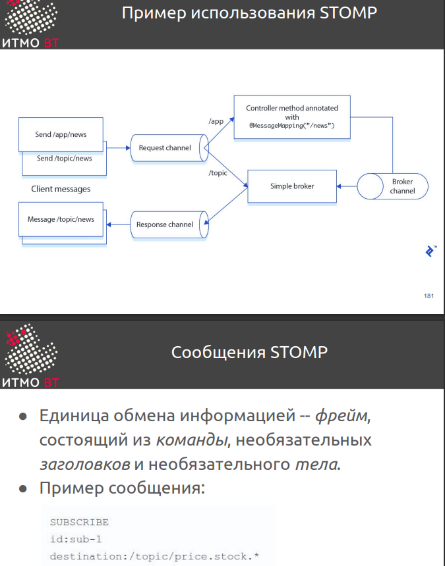 Пример использования STOMP
ИТМО ВТ
/app
Controller method annotated
with
@MessageMapping("/news")
Send /app/news
Send /topic/news
Request channel
/topic
Client messages
Simple broker
Broker
channel
Message /topic/news
Response channel
181
Сообщения STOMP
ИТМО ВТ
● Единица обмена информацией -- фрейм,
состоящий из команды, необязательных
заголовков и необязательного тела.
● Пример сообщения:
SUBSCRIBE
id:sub-1
destination:/topic/price.stock.*